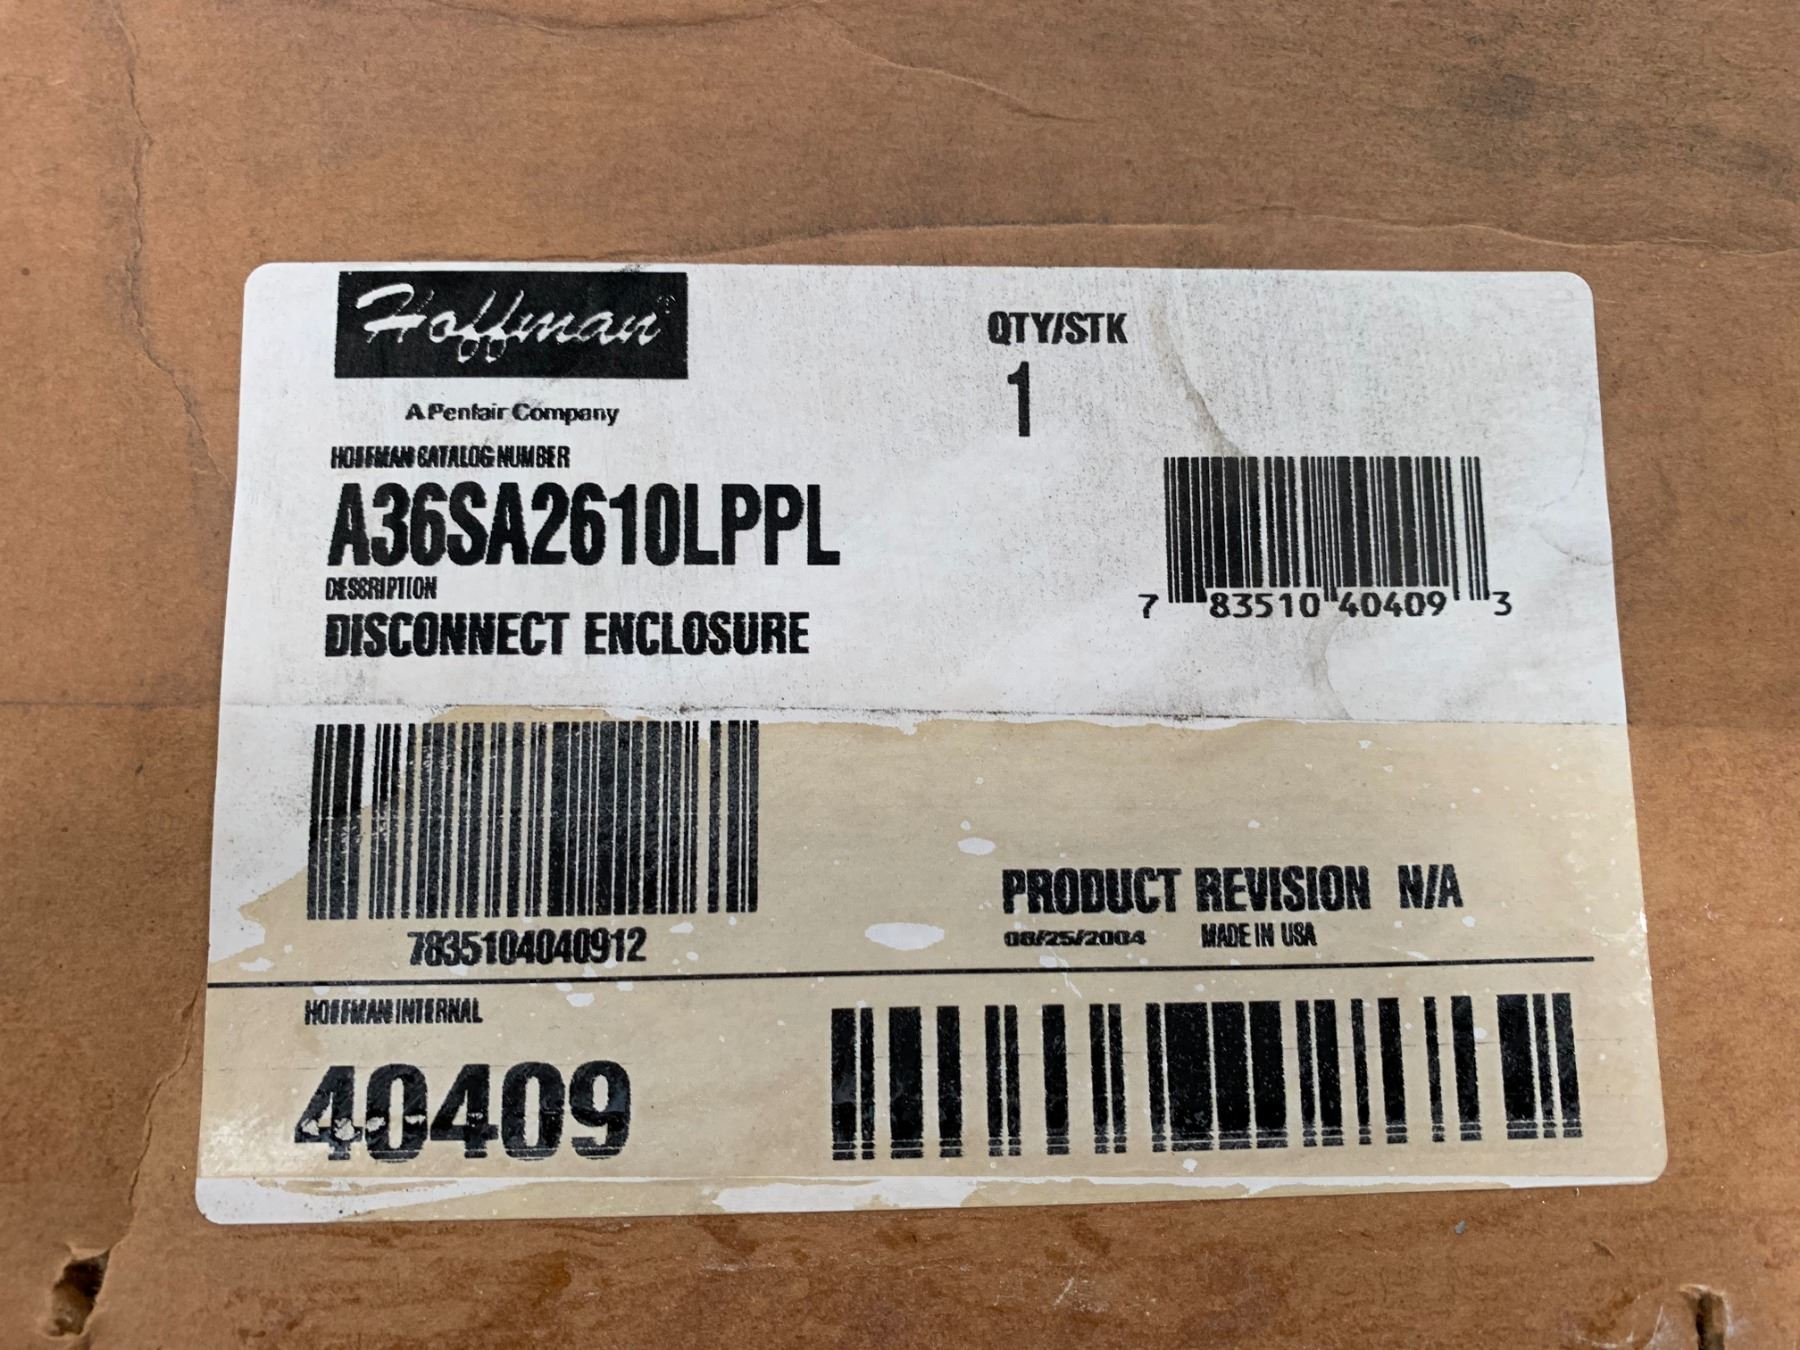 Hoffman
A Pentair Company
QTY/STK
1
HOFFMAN CATALOG NUMBER
A36SA2610LPPL
DESCRIPTION
DISCONNECT ENCLOSURE
7 83510 40409 3
7835104040912
PRODUCT REVISION N/A
08/25/2004 MADE IN USA
HOFFMAN INTERNAL
40409